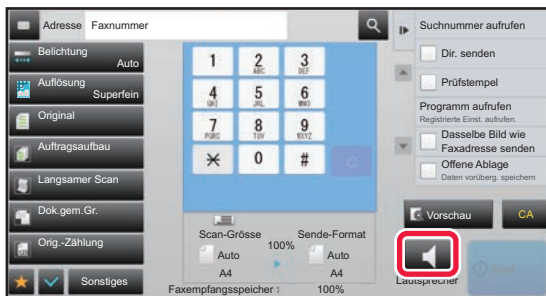 Adresse Faxnummer
Suchnummer aufrufen
Belichtung
Auto
Auflösung
Superfein
Original
Auftragsaufbau
Langsamer Scan
Dok.gem.Gr.
Orig.-Zählung
Sonstiges
1 2 3
ABC DEF
4 5 6
GHI JKL MNO
7 8 9
PQRS TUV WXYZ
0 #
C
Scan-Grösse
Auto
A4
100%
Sende-Format
Auto
A4
Faxempfangsspeicher : 100%
Dir. senden
Prüfstempel
Programm aufrufen
Registrierte Einst. aufrufen.
Dasselbe Bild wie
Faxadresse senden
Offene Ablage
Daten vorüberg. speichern
Vorschau
CA
Lautsprecher
Start